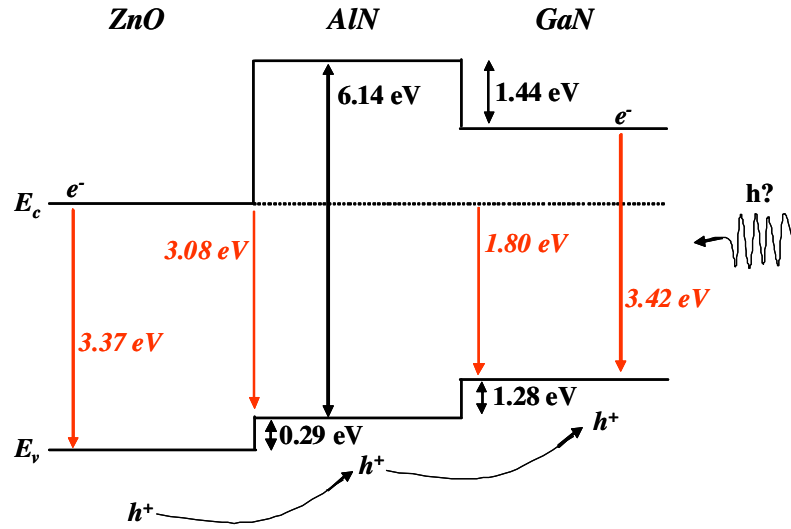 ZnO AlN GaN
6.14 eV
1.44 eV
e-
e-
Ec
h?
3.08 eV
1.80 eV
3.42 eV
3.37 eV
1.28 eV
0.29 eV
h+
Ev
h+
h+